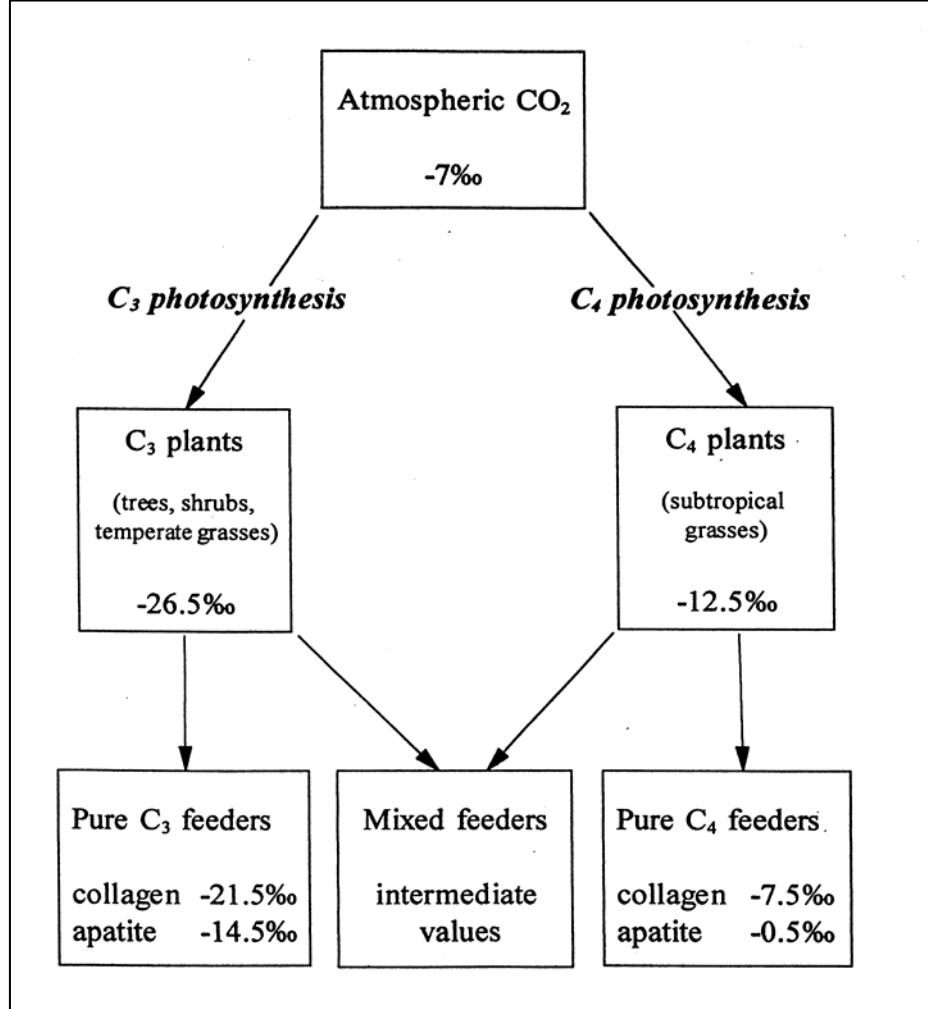 Atmospheric CO₂
-7‰
C₃ photosynthesis
C₄ photosynthesis
C₃ plants
(trees, shrubs,
temperate grasses)
-26.5‰
C₄ plants
(subtropical
grasses)
-12.5‰
Pure C₃ feeders
collagen -21.5‰
apatite -14.5‰
Mixed feeders
intermediate
values
Pure C₄ feeders
collagen -7.5‰
apatite -0.5‰